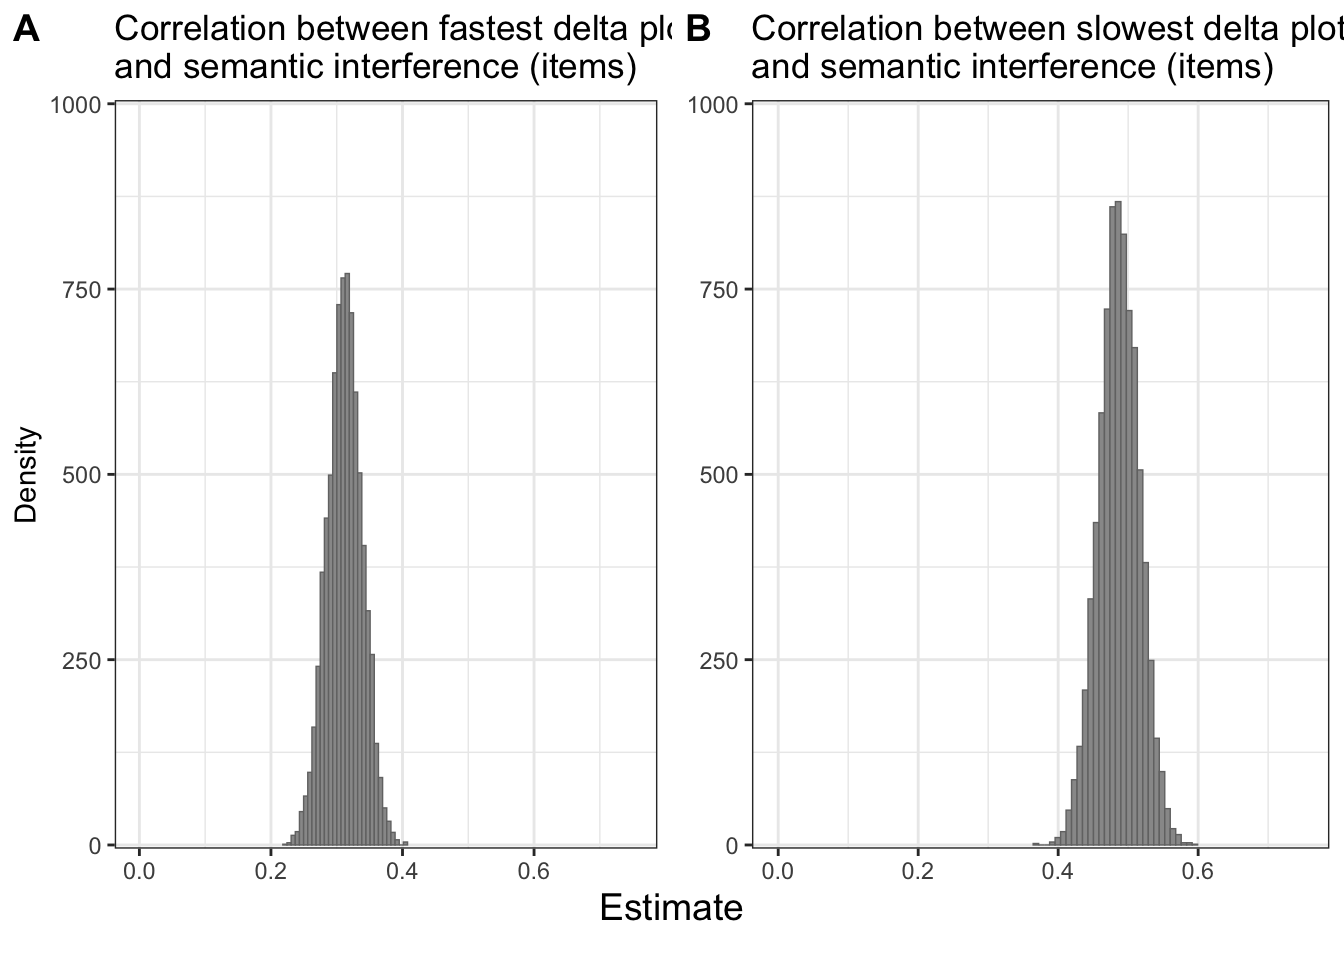 A
Correlation between fastest delta
and semantic interference (items)
B
Correlation between slowest delta plot
and semantic interference (items)
Density
1000
750
500
250
0
0.0 0.2 0.4 0.6
1000
750
500
250
0
0.0 0.2 0.4 0.6
Estimate